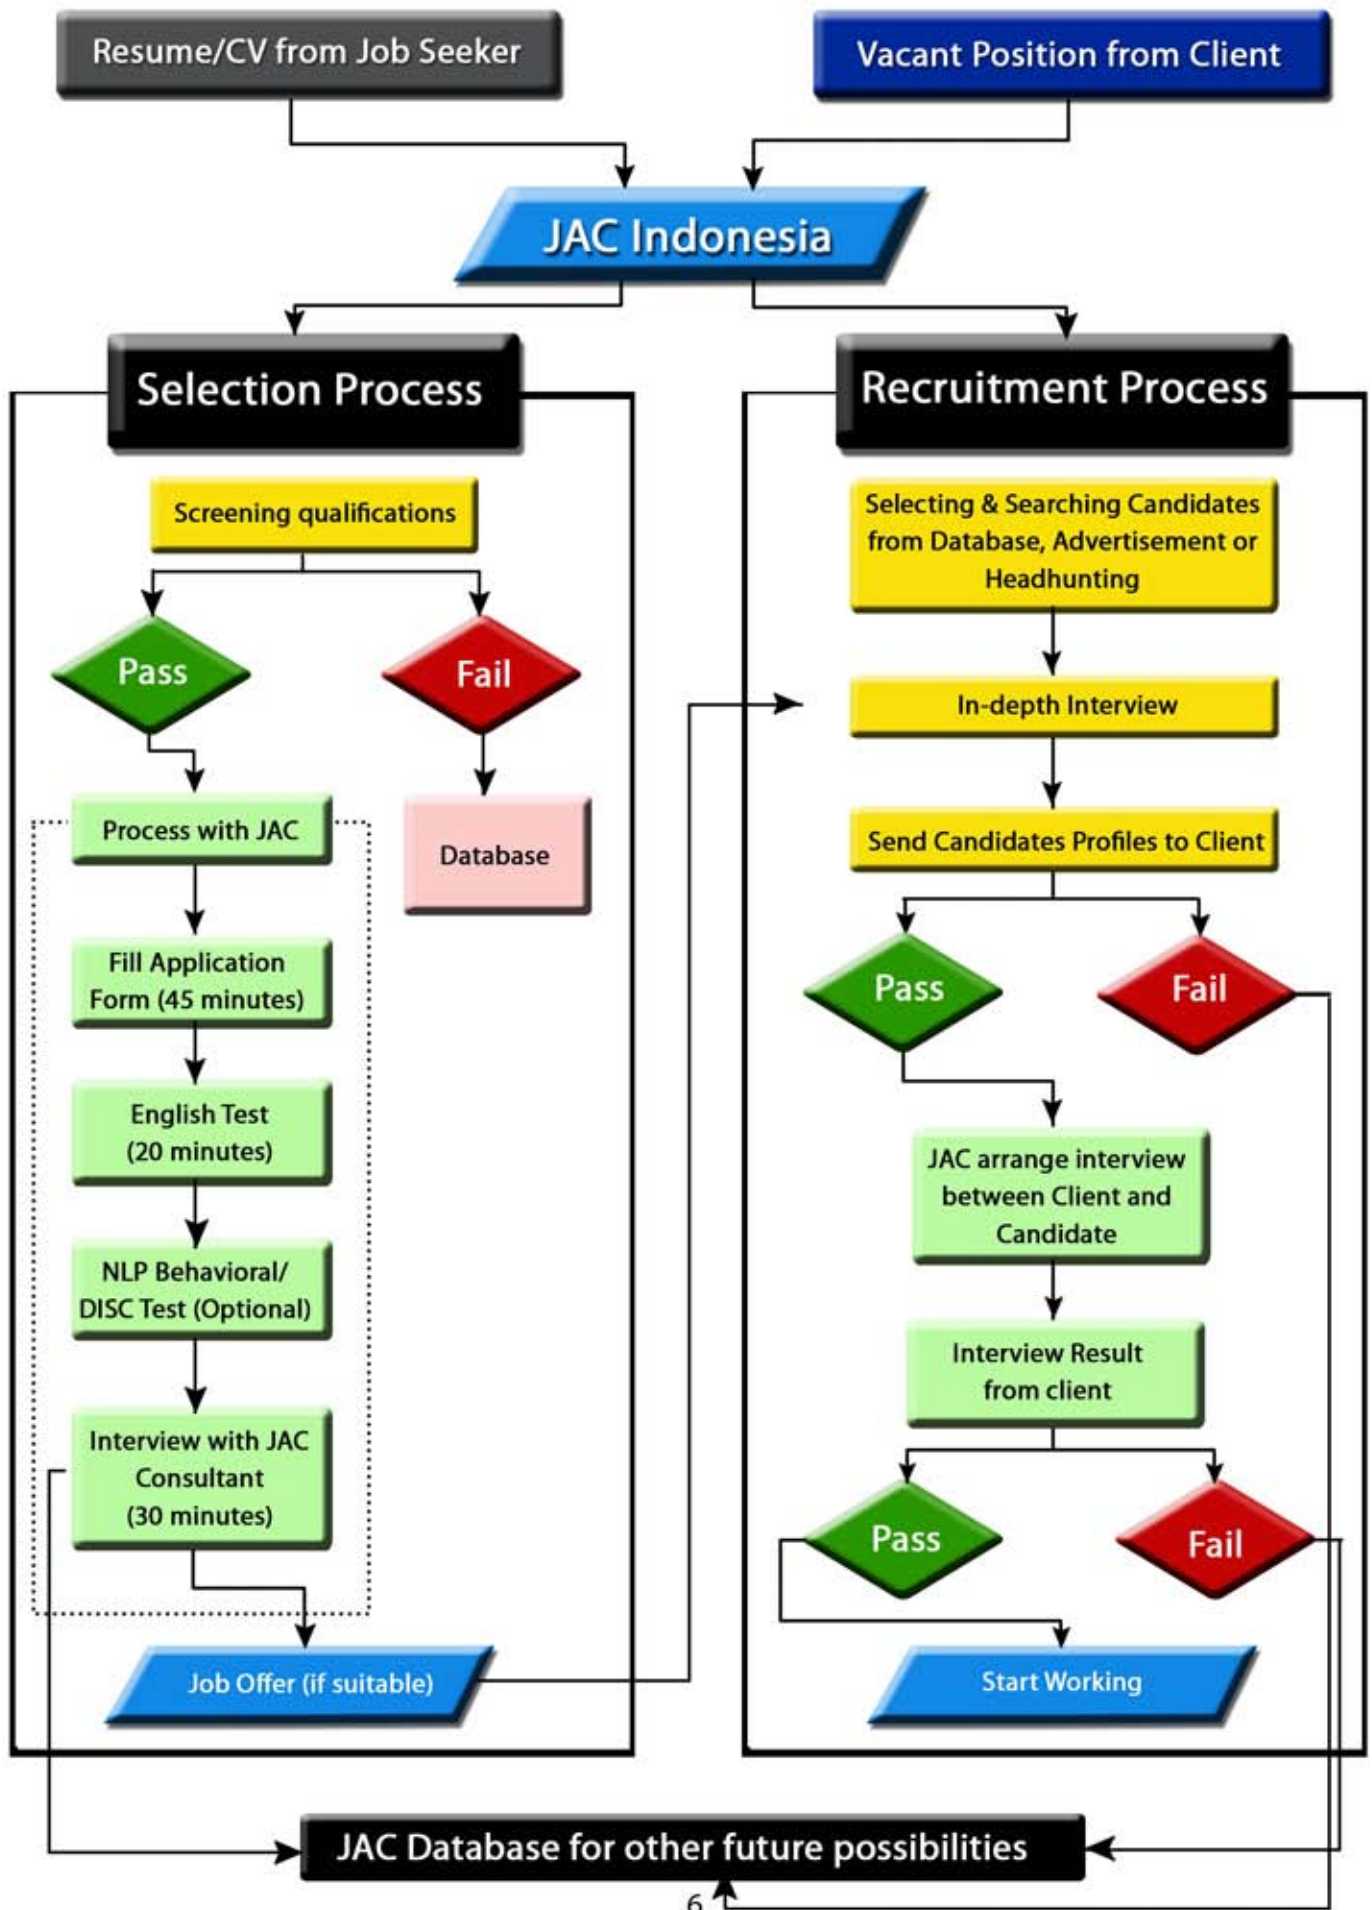 Resume/CV from Job Seeker
Vacant Position from Client
JAC Indonesia
Selection Process
Screening qualifications
Pass
Fail
Process with JAC
Database
Fill Application
Form (45 minutes)
English Test
(20 minutes)
NLP Behavioral/
DISC Test (Optional)
Interview with JAC
Consultant
(30 minutes)
Job Offer (if suitable)
Recruitment Process
Selecting & Searching Candidates
from Database, Advertisement or
Headhunting
In-depth Interview
Send Candidates Profiles to Client
Pass
Fail
JAC arrange interview
between Client and
Candidate
Interview Result
from client
Pass
Fail
Start Working
JAC Database for other future possibilities
6